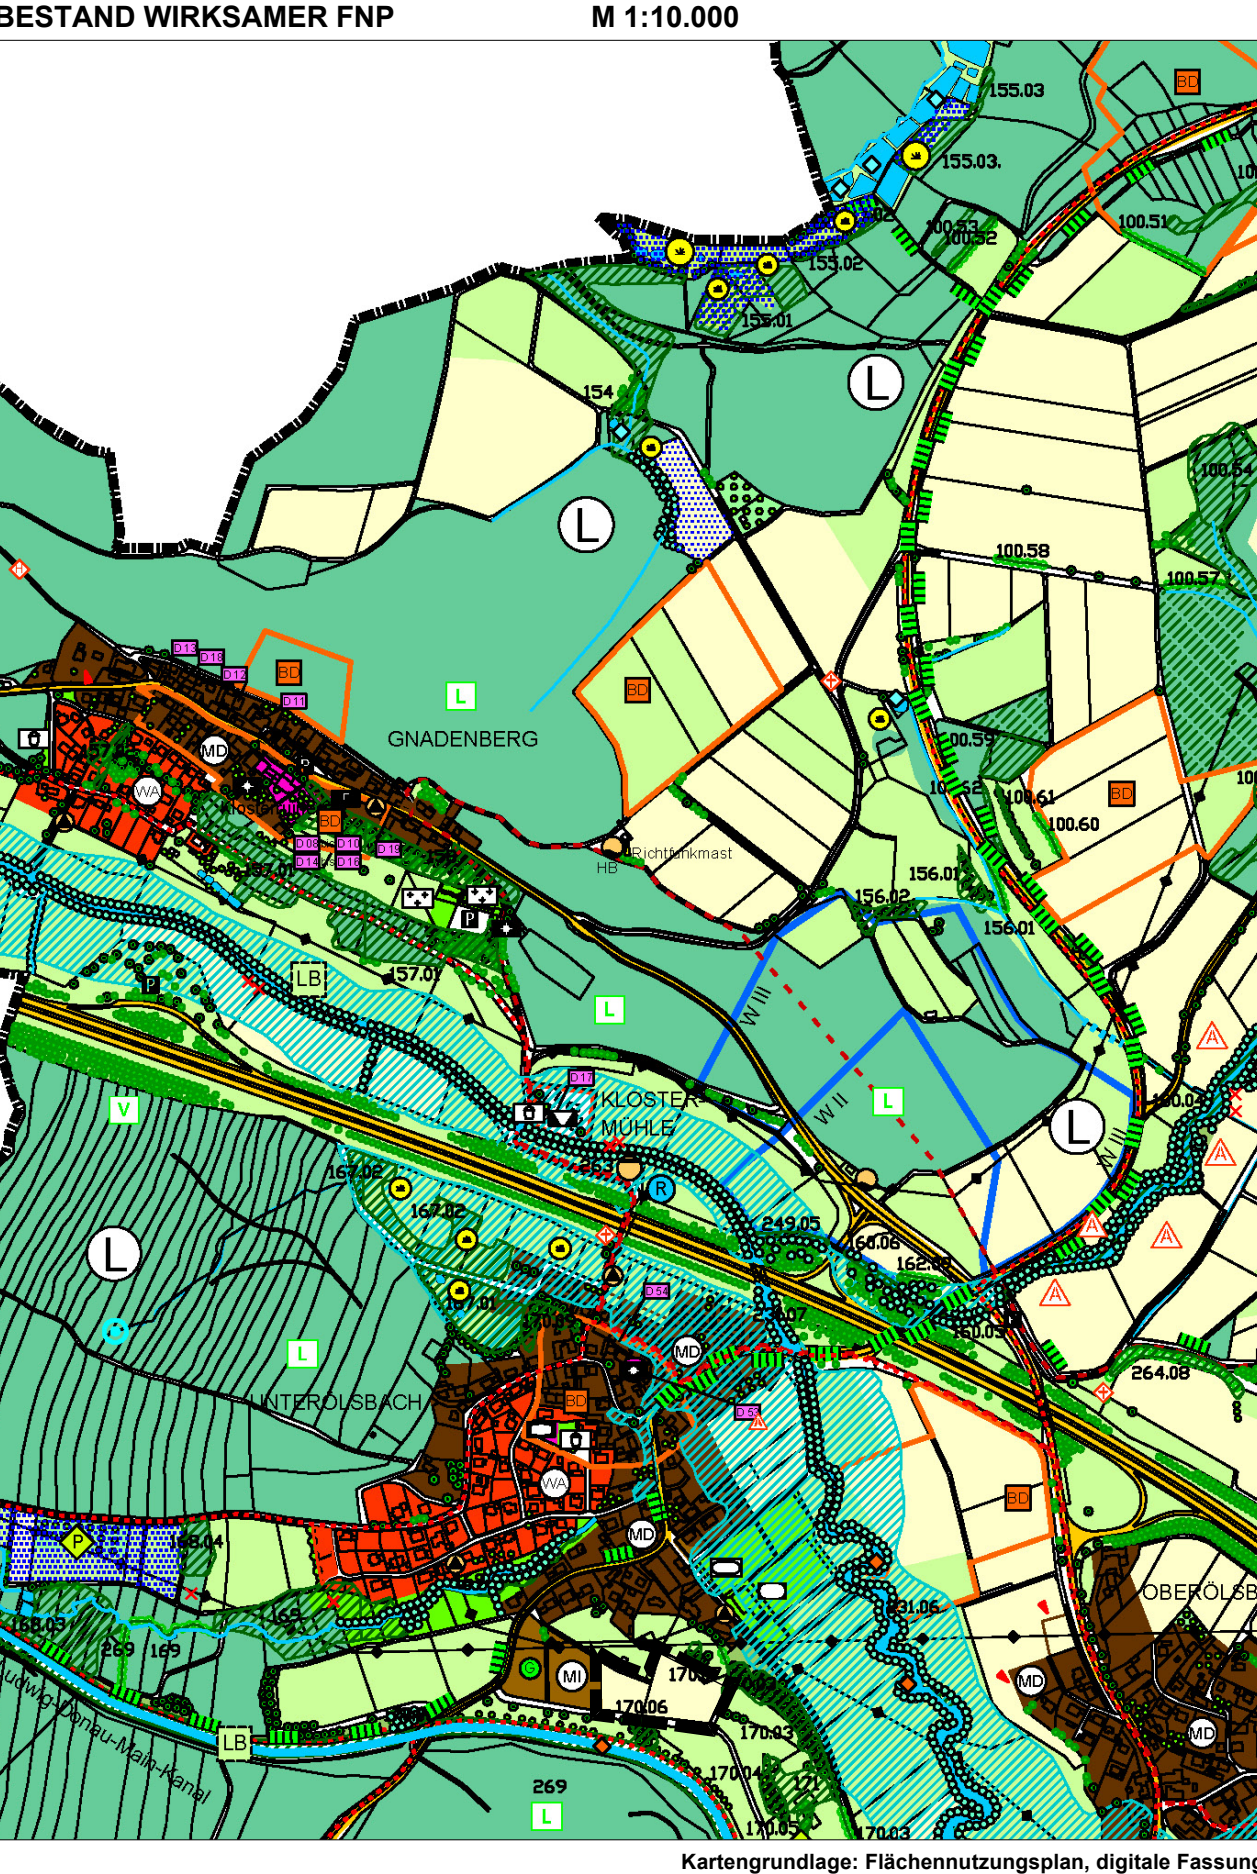 BESTAND WIRKSAMER FNP M 1:10.000
BD
155.03
155.03.
100.51
100.53
100.52
155.02
155.01
L
154
100.54
L
100.58
100.57
H
D13
D18
D12
BD
D11
L
BD
GNADENBERG
MD
WA
100.59
BD
100.61
100.60
BD
D08
D10
D19
D14
D16
Richtfunkmast
HB
157.01
156.01
156.02
156.01
P
157.01
LB
P
W III
L
D17
V
KLOSTER-
MÜHLE
W II
L
L
160.04
W III
A
A
A
A
A
167.02
R
167.02
249.05
160.06
162.09
L
D54
167.01
170.09
160.05
MD
L
264.08
UNTERÖLSBACH
BD
D53
A
WA
BD
P
168.04
MD
OBERÖLSB
231.06
168.03
269
169
G
MI
MD
170.06
170.03
MD
Ludwig-Donau-Main-Kanal
LB
170.04
171
269
L
170.05
170.03
Kartengrundlage: Flächennutzungsplan, digitale Fassung